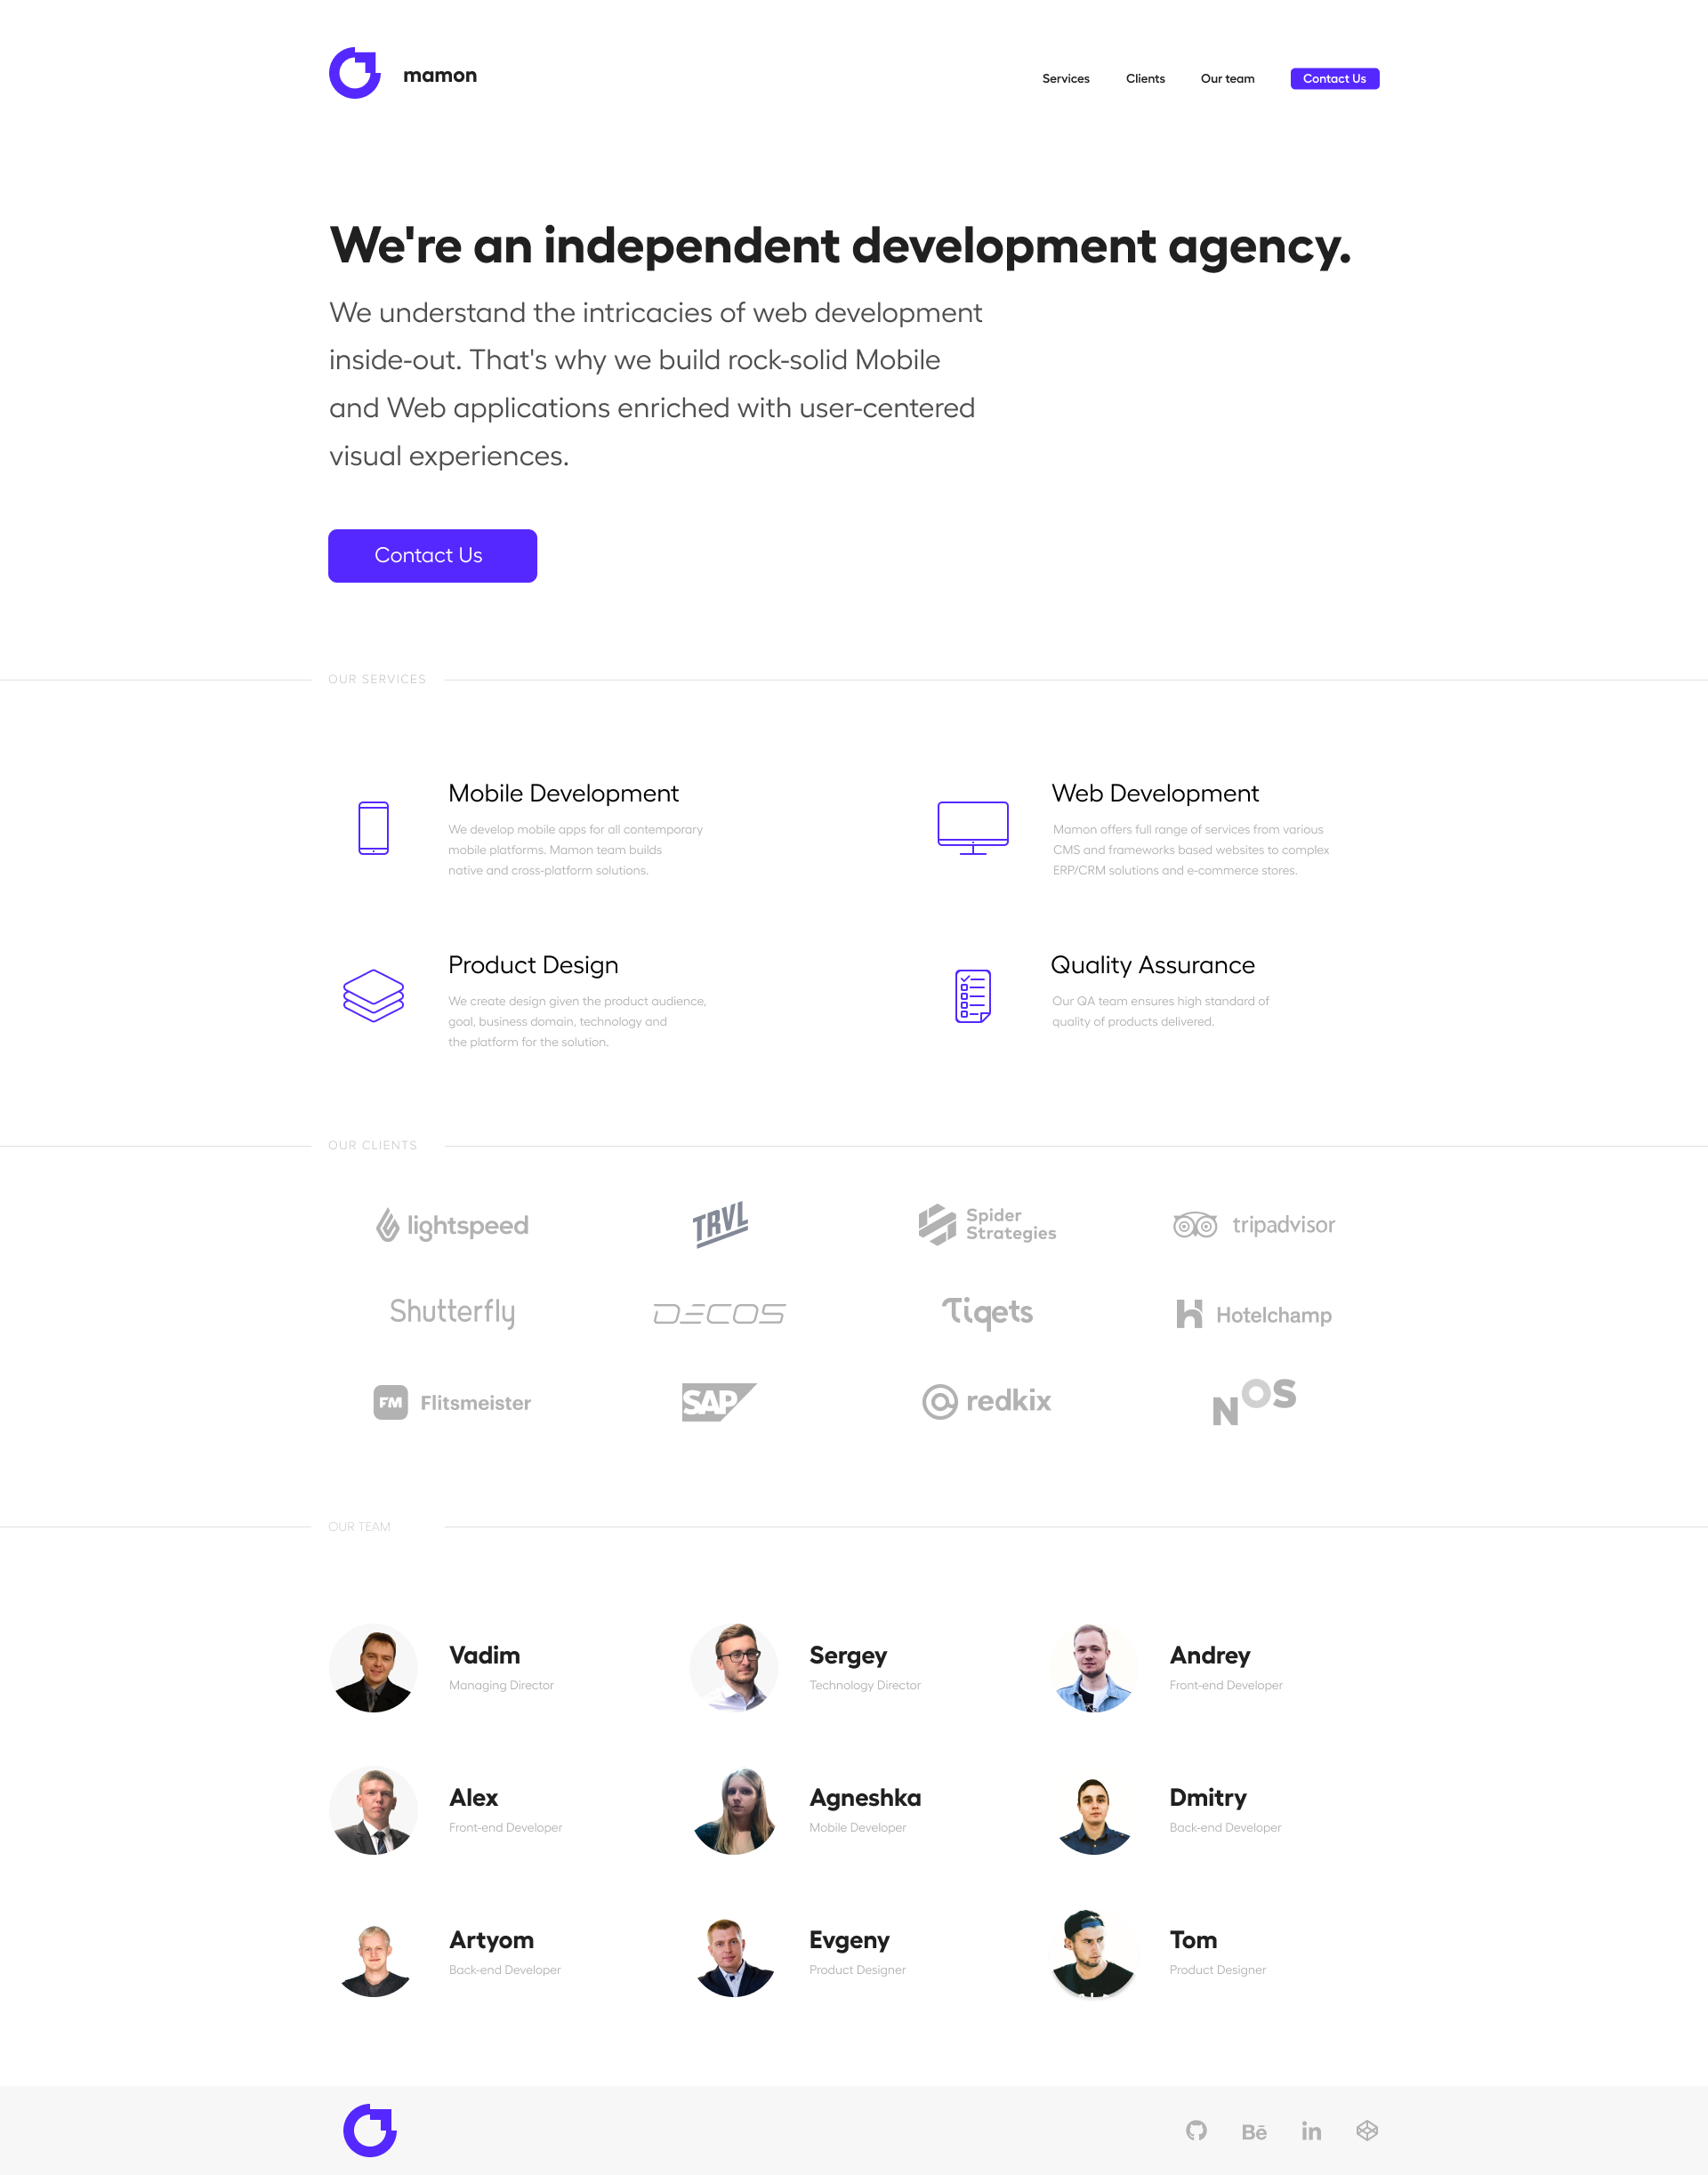 mamon
Services
Clients
Our team
Contact Us
We're an independent development agency.
We understand the intricacies of web development
inside-out. That's why we build rock-solid Mobile
and Web applications enriched with user-centered
visual experiences.
Contact Us
OUR SERVICES
Mobile Development
We develop mobile apps for all contemporary
mobile platforms. Mamon team builds
native and cross-platform solutions.
Web Development
Mamon offers full range of services from various
CMS and frameworks based websites to complex
ERP/CRM solutions and e-commerce stores.
Product Design
We create design given the product audience,
goal, business domain, technology and
the platform for the solution.
Quality Assurance
Our QA team ensures high standard of
quality of products delivered.
OUR CLIENTS
lightspeed
TRVL
Spider
Strategies
tripadvisor
Shutterfly
DECOS
Tiqets
Hotelchamp
FM Flitsmeister
SAP
redkix
NOS
OUR TEAM
Vadim
Managing Director
Sergey
Technology Director
Andrey
Front-end Developer
Alex
Front-end Developer
Agneshka
Mobile Developer
Dmitry
Back-end Developer
Artyom
Back-end Developer
Evgeny
Product Designer
Tom
Product Designer
Bē
in